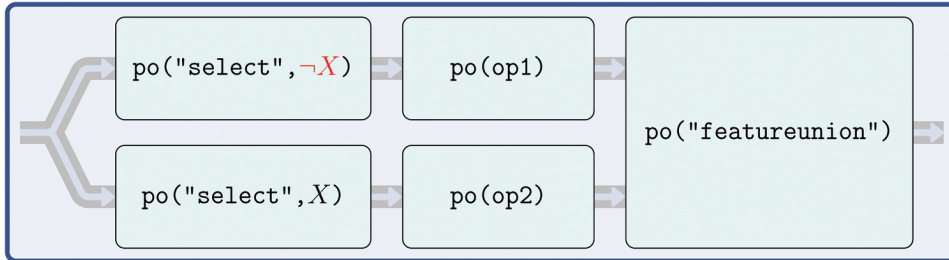 po("select",¬X)
po(op1)
po("featureunion")
po("select",X)
po(op2)